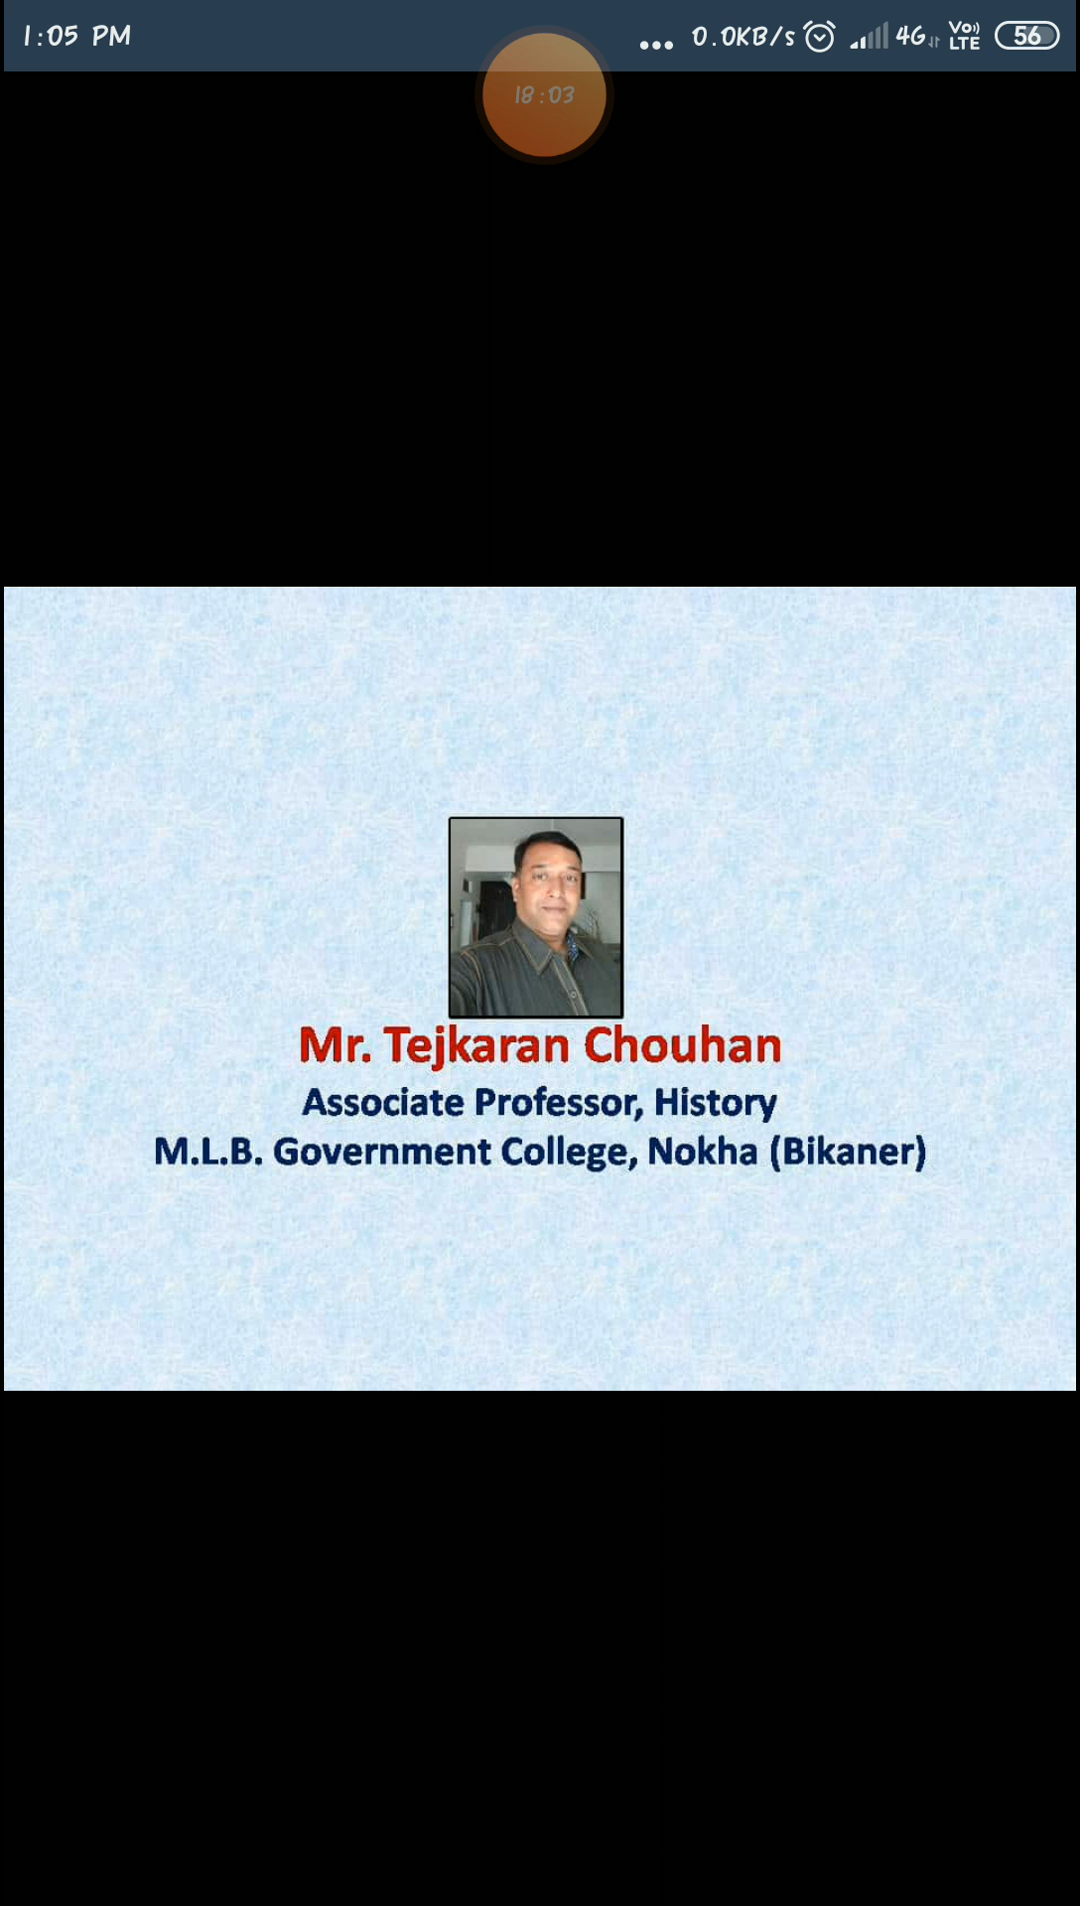 1:05 PM
... 0.0KB/s 4G VO LTE 56
18:03
Mr. Tejkaran Chouhan
Associate Professor, History
M.L.B. Government College, Nokha (Bikaner)